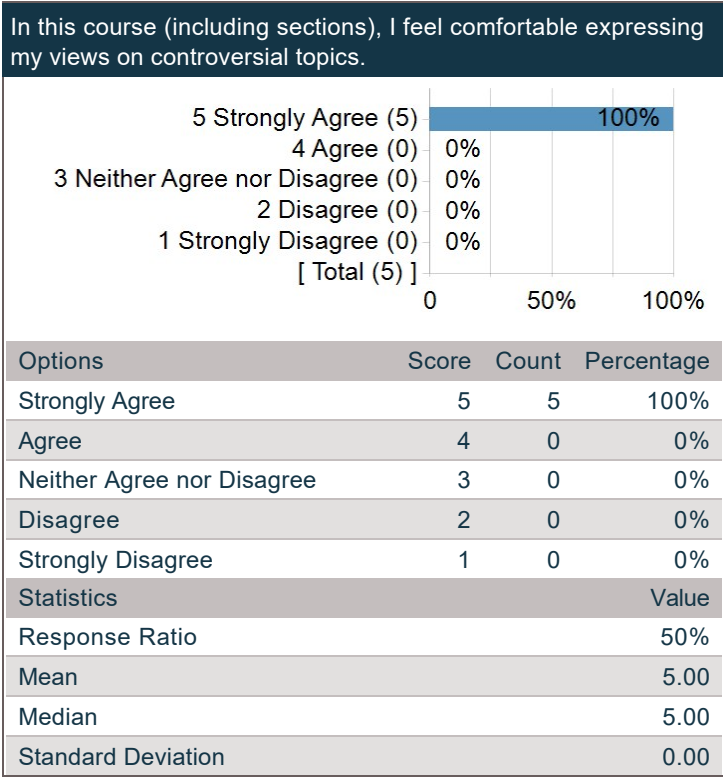 In this course (including sections), I feel comfortable expressing
my views on controversial topics.
5 Strongly Agree (5) 100%
4 Agree (0) 0%
3 Neither Agree nor Disagree (0) 0%
2 Disagree (0) 0%
1 Strongly Disagree (0) 0%
[ Total (5) ]
0 50% 100%
Options Score Count Percentage
Strongly Agree 5 5 100%
Agree 4 0 0%
Neither Agree nor Disagree 3 0 0%
Disagree 2 0 0%
Strongly Disagree 1 0 0%
Statistics Value
Response Ratio 50%
Mean 5.00
Median 5.00
Standard Deviation 0.00